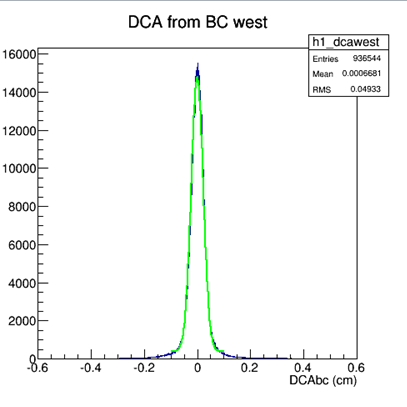 DCA from BC west
h1_dcawest
Entries 936544
Mean 0.0006681
RMS 0.04933
16000
14000
12000
10000
8000
6000
4000
2000
0
-0.6 -0.4 -0.2 0 0.2 0.4 0.6
DCAbc (cm)